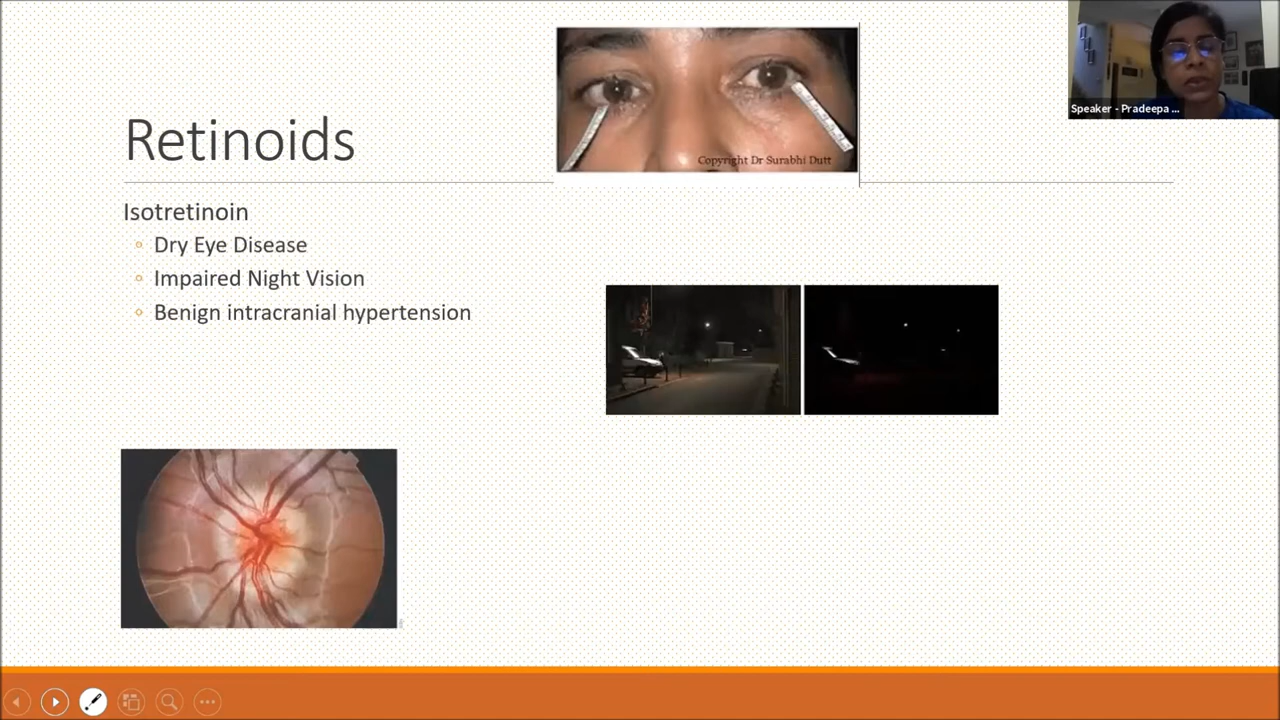 Speaker - Pradeepa ...
Copyright Dr Surabhi Dutt
Retinoids
Isotretinoin
Dry Eye Disease
Impaired Night Vision
Benign intracranial hypertension